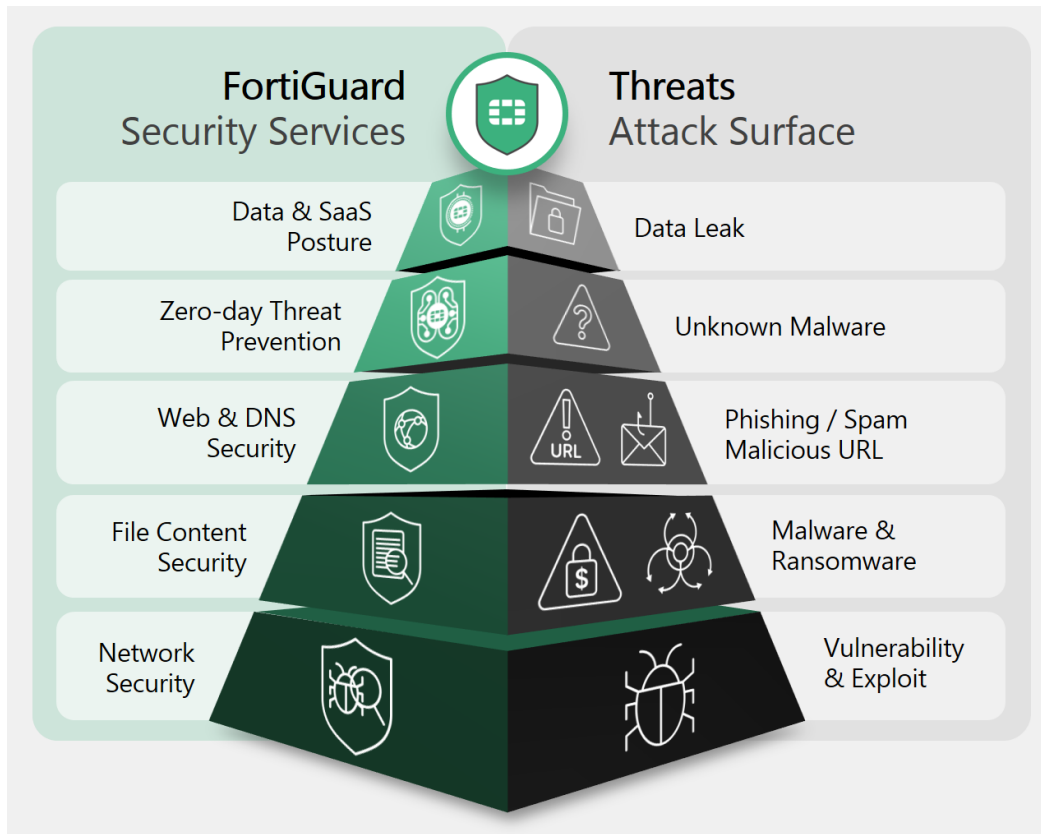 FortiGuard
Security Services
Threats
Attack Surface
Data & SaaS
Posture
Data Leak
Zero-day Threat
Prevention
Unknown Malware
Web & DNS
Security
URL
Phishing / Spam
Malicious URL
File Content
Security
$
Malware &
Ransomware
Network
Security
Vulnerability
& Exploit